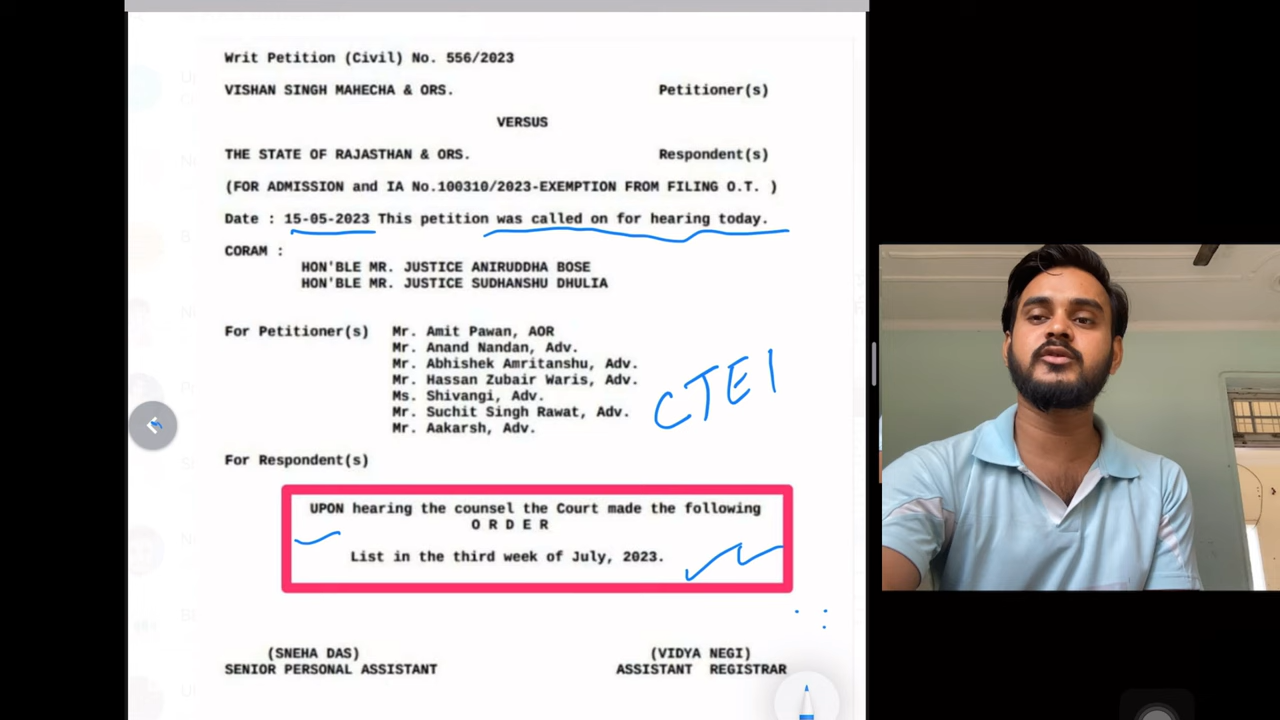 Writ Petition (Civil) No. 556/2023
VISHAN SINGH MAHECHA & ORS. Petitioner(s)
VERSUS
THE STATE OF RAJASTHAN & ORS. Respondent(s)
(FOR ADMISSION and IA No.100310/2023-EXEMPTION FROM FILING O.T. )
Date : 15-05-2023 This petition was called on for hearing today.
CORAM :
HON'BLE MR. JUSTICE ANIRUDDHA BOSE
HON'BLE MR. JUSTICE SUDHANSHU DHULIA
For Petitioner(s) Mr. Amit Pawan, AOR
Mr. Anand Nandan, Adv.
Mr. Abhishek Amritanshu, Adv.
Mr. Hassan Zubair Waris, Adv.
Ms. Shivangi, Adv.
Mr. Suchit Singh Rawat, Adv.
Mr. Aakarsh, Adv.
CTEI
For Respondent(s)
UPON hearing the counsel the Court made the following
O R D E R
List in the third week of July, 2023.
(SNEHA DAS) (VIDYA NEGI)
SENIOR PERSONAL ASSISTANT ASSISTANT REGISTRAR